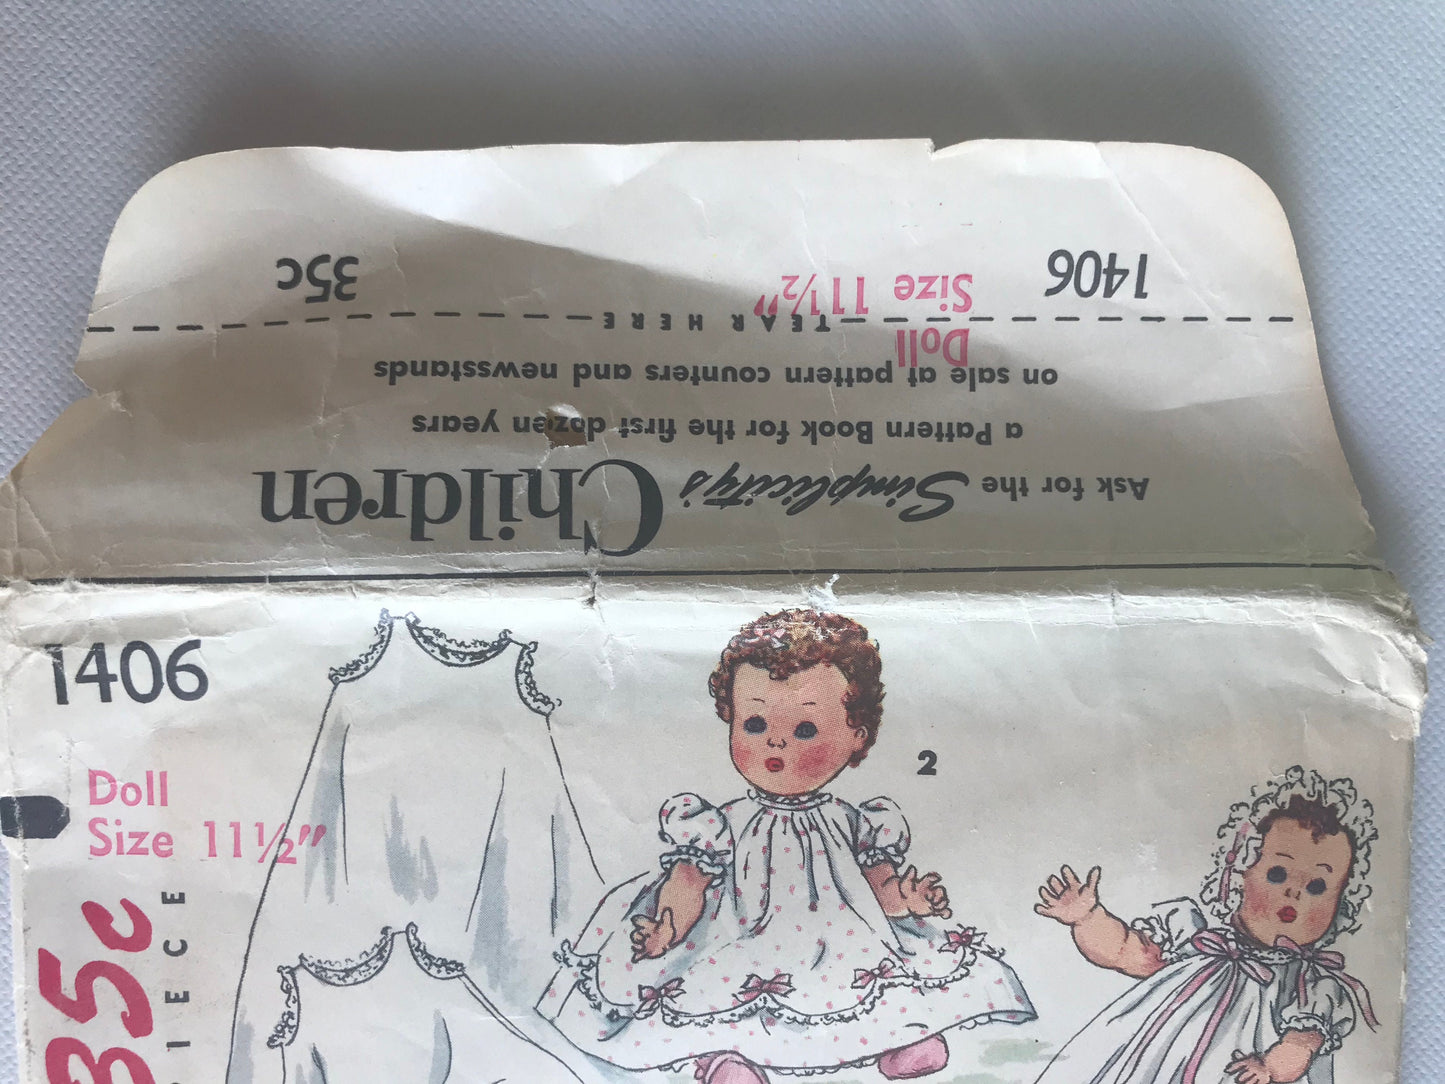 1406
35c
Doll
Size 11½"
TEAR HERE
Ask for the Simplicity's Children
a Pattern Book for the first dozen years
on sale at pattern counters and newsstands
1406
Doll
Size 11½"
35c
IECE
2